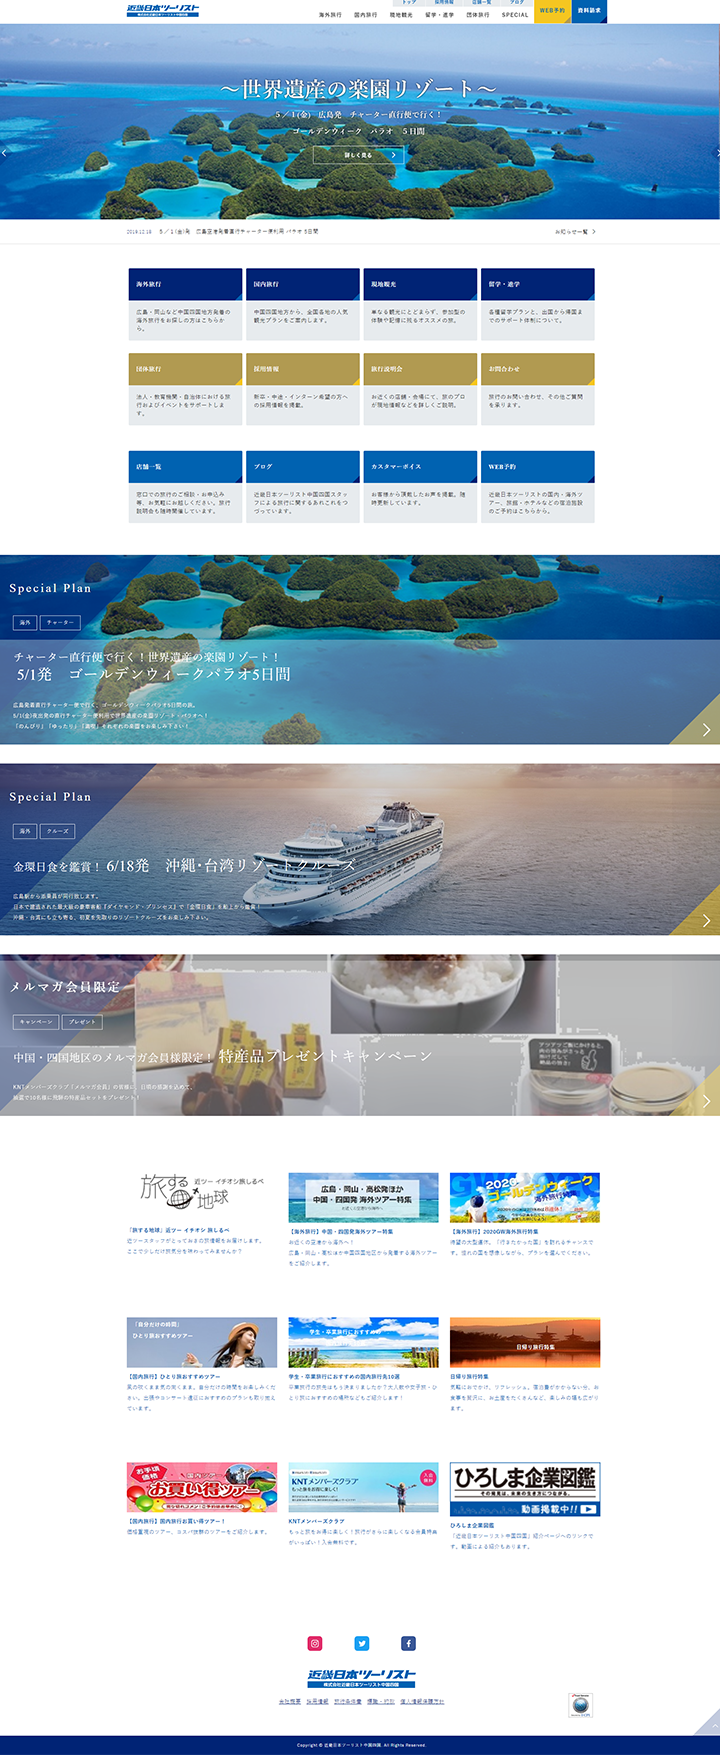 近畿日本ツーリスト
株式会社近畿日本ツーリスト中国四国
トップ 採用情報 店舗一覧 ブログ
海外旅行 国内旅行 現地観光 留学・進学 団体旅行 SPECIAL
WEB予約
資料請求
～世界遺産の楽園リゾート～
5／1(金) 広島発 チャーター直行便で行く！
ゴールデンウィーク パラオ 5日間
詳しく見る
2019.12.18 5／1(金)発 広島空港発着直行チャーター便利用 パラオ 5日間
お知らせ一覧
海外旅行
広島・岡山など中国四国地方発着の
海外旅行をお探しの方はこちらか
ら。
国内旅行
中国四国地方から、全国各地の人気
観光プランをご案内します。
現地観光
単なる観光にとどまらず、参加型の
体験や記憶に残るオススメの旅。
留学・進学
各種留学プランと、出国から帰国ま
でのサポート体制について。
団体旅行
法人・教育機関・自治体における旅
行およびイベントをサポートしま
す。
採用情報
新卒・中途・インターン希望の方へ
の採用情報を掲載。
旅行説明会
お近くの店舗・会場にて、旅のプロ
が現地情報などを詳しくご説明。
お問合わせ
旅行のお問い合わせ、その他ご質問
を承ります。
店舗一覧
窓口での旅行のご相談・お申込み
等、お気軽にお越しください。旅行
説明会も随時開催しています。
ブログ
近畿日本ツーリスト中国四国スタッ
フによる旅行に関するあれこれをつ
づっています。
カスタマーボイス
お客様から頂戴したお声を掲載。随
時更新しています。
WEB予約
近畿日本ツーリストの国内・海外ツ
アー、旅館・ホテルなどの宿泊施設
のご予約はこちらから。
Special Plan
海外 チャーター
チャーター直行便で行く！世界遺産の楽園リゾート！
5/1発 ゴールデンウィークパラオ5日間
広島発着直行チャーター便で行く、ゴールデンウィークパラオ5日間の旅。
5/1(金)夜出発の直行チャーター便利用で世界遺産の楽園リゾート・パラオへ！
「のんびり」「ゆったり」「満喫」それぞれの楽園をお楽しみ下さい！
Special Plan
海外 クルーズ
金環日食を鑑賞！ 6/18発 沖縄・台湾リゾートクルーズ
広島駅から添乗員が同行致します。
日本で建造された最大級の豪華客船『ダイヤモンド・プリンセス』で「金環日食」を船上から鑑賞！
沖縄・台湾にも立ち寄る、初夏を先取りのリゾートクルーズをお楽しみ下さい。
メルマガ会員限定
キャンペーン プレゼント
中国・四国地区のメルマガ会員様限定！ 特産品プレゼントキャンペーン
KNTメンバーズクラブ「メルマガ会員」の皆様に、日頃の感謝を込めて、
抽選で10名様に飛騨の特産品セットをプレゼント！
旅する地球
近ツー イチオシ旅しるべ
『旅する地球』近ツー イチオシ 旅しるべ
近ツースタッフがとっておきの旅情報をお届けします。
ここで少しだけ旅気分を味わってみませんか？
広島・岡山・高松発ほか
中国・四国発 海外ツアー特集
【海外旅行】中国・四国発海外ツアー特集
お近くの空港から海外へ！
広島・岡山・高松ほか中国四国地区から発着する海外ツアー
をご紹介します。
2020
ゴールデンウィーク
海外旅行
【海外旅行】2020GW海外旅行特集
待望の大型連休。「行きたかった国」を訪れるチャンスで
す。憧れの国を想像しながら、プランを選んでください。
「自分だけの時間」
ひとり旅おすすめツアー
【国内旅行】ひとり旅おすすめツアー
風の吹くまま気の向くまま。自分だけの時間をお楽しみくだ
さい。出張やコンサート遠征におすすめのプランも取り揃え
ています。
学生・卒業旅行におすすめの
学生・卒業旅行におすすめの国内旅行先10選
卒業旅行の旅先はもう決まりましたか？大人数や女子旅・ひ
とり旅におすすめの場所などもご紹介します！
日帰り旅行特集
日帰り旅行特集
気軽におでかけ、リフレッシュ。宿泊費がかからない分、お
食事を贅沢に、お土産をたくさんなど、楽しみの幅も広がり
ます。
お手頃価格
国内ツアー
お買い得ツアー
【国内旅行】国内旅行お買い得ツアー！
価格重視のツアー、コスパ抜群のツアーをご紹介します。
KNTメンバーズクラブ
もっと旅をお得に楽しく！
入会無料
KNTメンバーズクラブ
もっと旅をお得に楽しく！旅行がさらに楽しくなる会員特典
がいっぱい！入会無料です。
ひろしま企業図鑑
その発見は、未来の生き方につながる。
動画掲載中!!
ひろしま企業図鑑
「近畿日本ツーリスト中国四国」紹介ページへのリンクで
す。動画による紹介もあります。
近畿日本ツーリスト
株式会社近畿日本ツーリスト中国四国
会社概要 採用情報 旅行条件書 標識・約款 個人情報保護方針
Copyright © 近畿日本ツーリスト中国四国. All Rights Reserved.